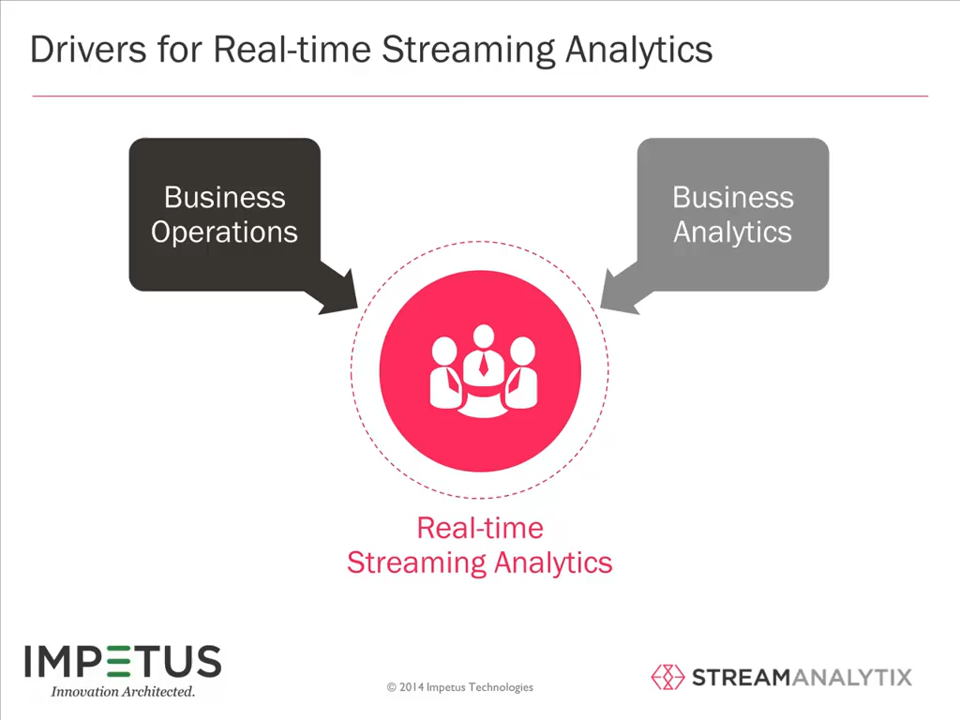 Drivers for Real-time Streaming Analytics
Business
Operations
Business
Analytics
Real-time
Streaming Analytics
IMPETUS
Innovation Architected.
© 2014 Impetus Technologies
STREAMANALYTIX